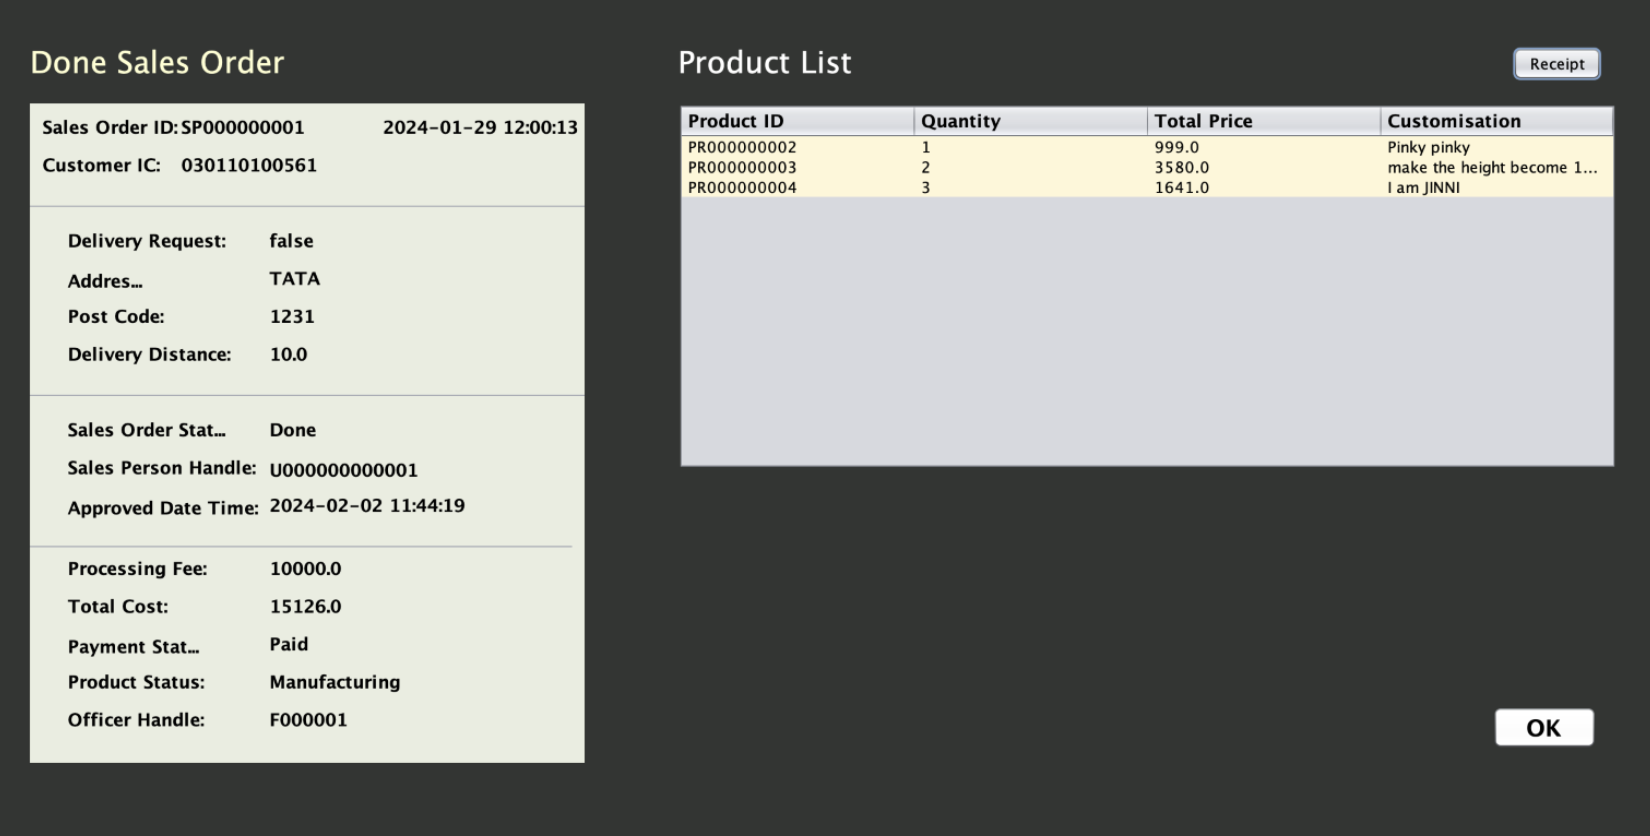 Done Sales Order
Sales Order ID: SP000000001 2024-01-29 12:00:13
Customer IC: 030110100561
Delivery Request: false
Addres... TATA
Post Code: 1231
Delivery Distance: 10.0
Sales Order Stat... Done
Sales Person Handle: U000000000001
Approved Date Time: 2024-02-02 11:44:19
Processing Fee: 10000.0
Total Cost: 15126.0
Payment Stat... Paid
Product Status: Manufacturing
Officer Handle: F000001
Product List
Receipt
Product ID Quantity Total Price Customisation
PR000000002 1 999.0 Pinky pinky
PR000000003 2 3580.0 make the height become 1...
PR000000004 3 1641.0 I am JINNI
OK